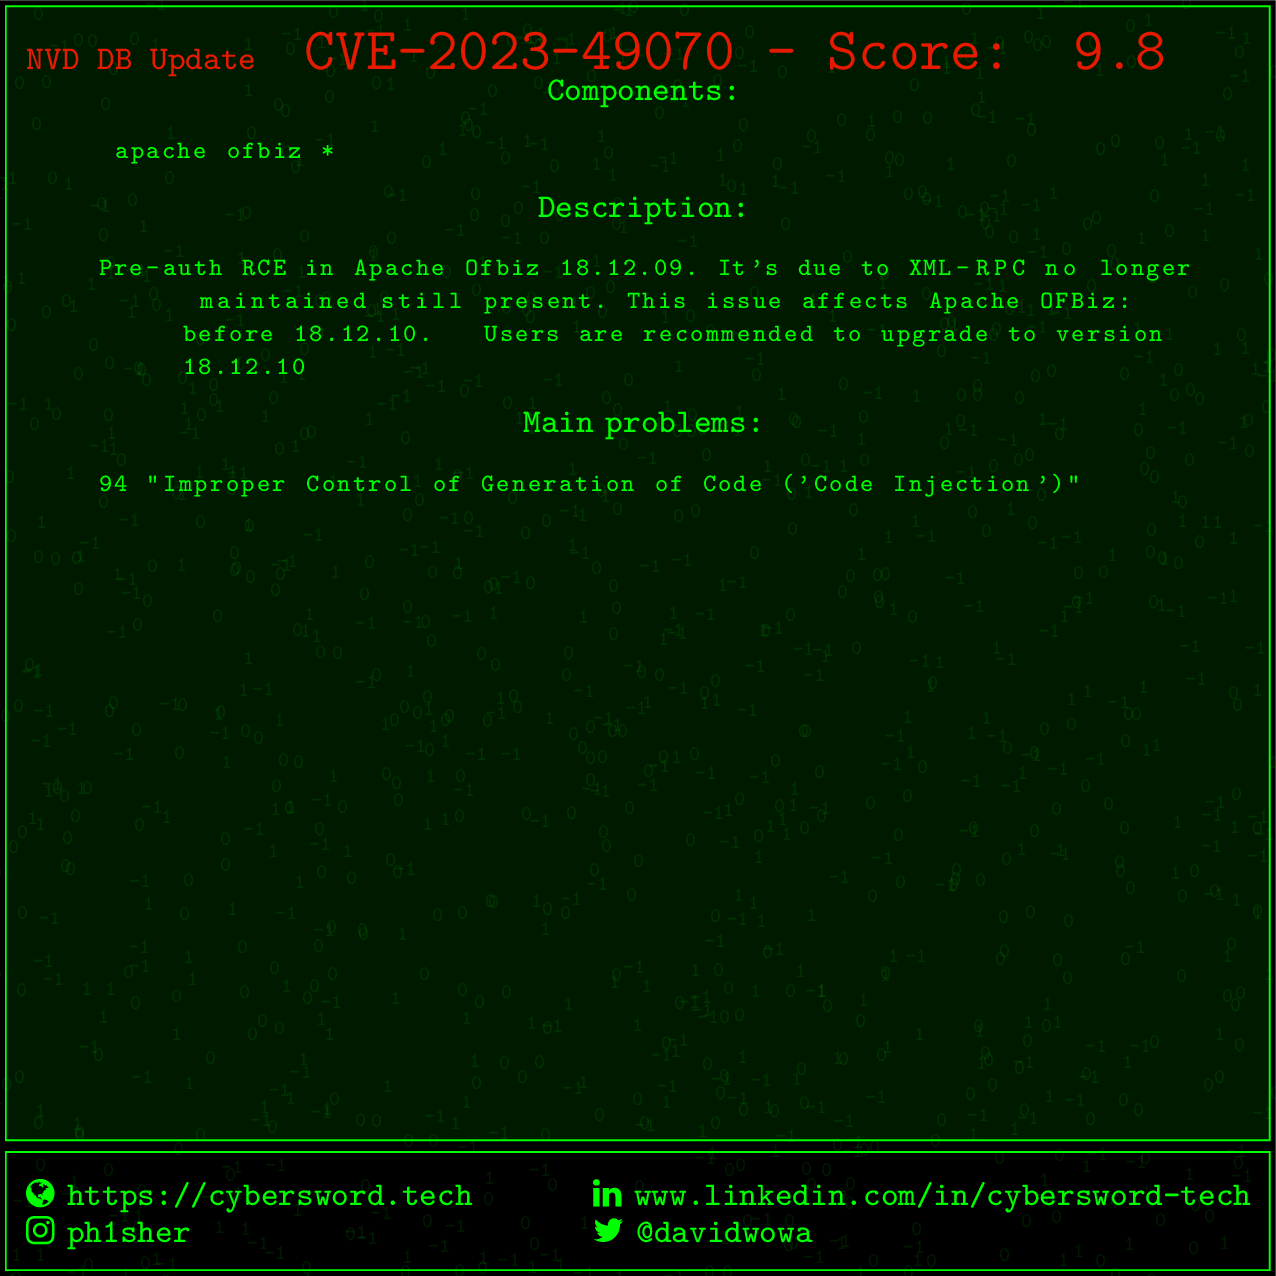 NVD DB Update CVE-2023-49070 - Score: 9.8
Components:
apache ofbiz *
Description:
Pre-auth RCE in Apache Ofbiz 18.12.09. It's due to XML-RPC no longer
maintained still present. This issue affects Apache OFBiz:
before 18.12.10. Users are recommended to upgrade to version
18.12.10
Main problems:
94 "Improper Control of Generation of Code ('Code Injection')"
https://cybersword.tech
www.linkedin.com/in/cybersword-tech
ph1sher
@davidwowa